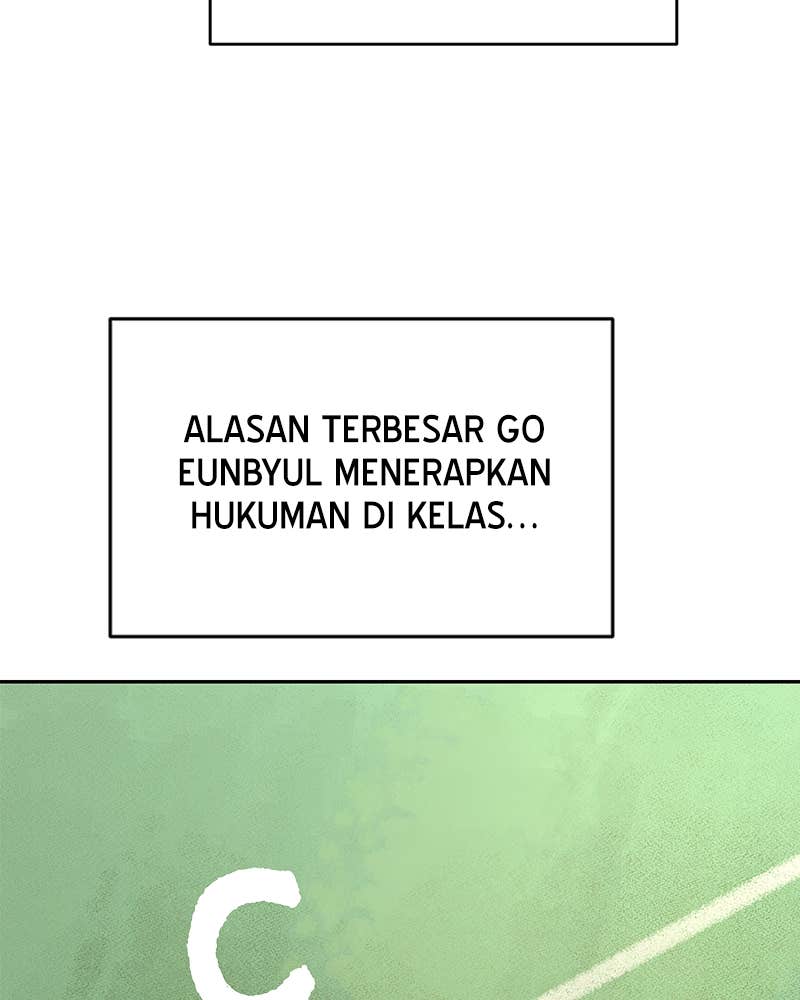 ALASAN TERBESAR GO
EUNBYUL MENERAPKAN
HUKUMAN DI KELAS...
C